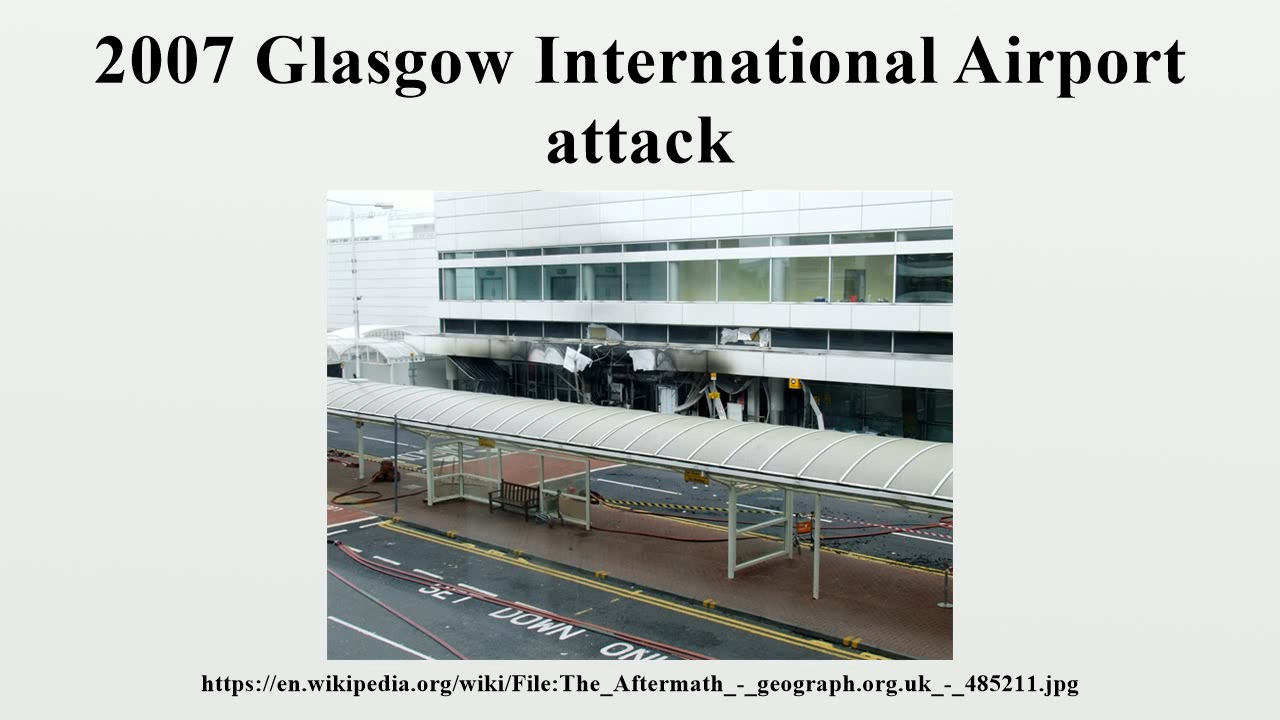 2007 Glasgow International Airport
attack
SET DOWN ONL
https://en.wikipedia.org/wiki/File:The_Aftermath_-_geograph.org.uk_-_485211.jpg